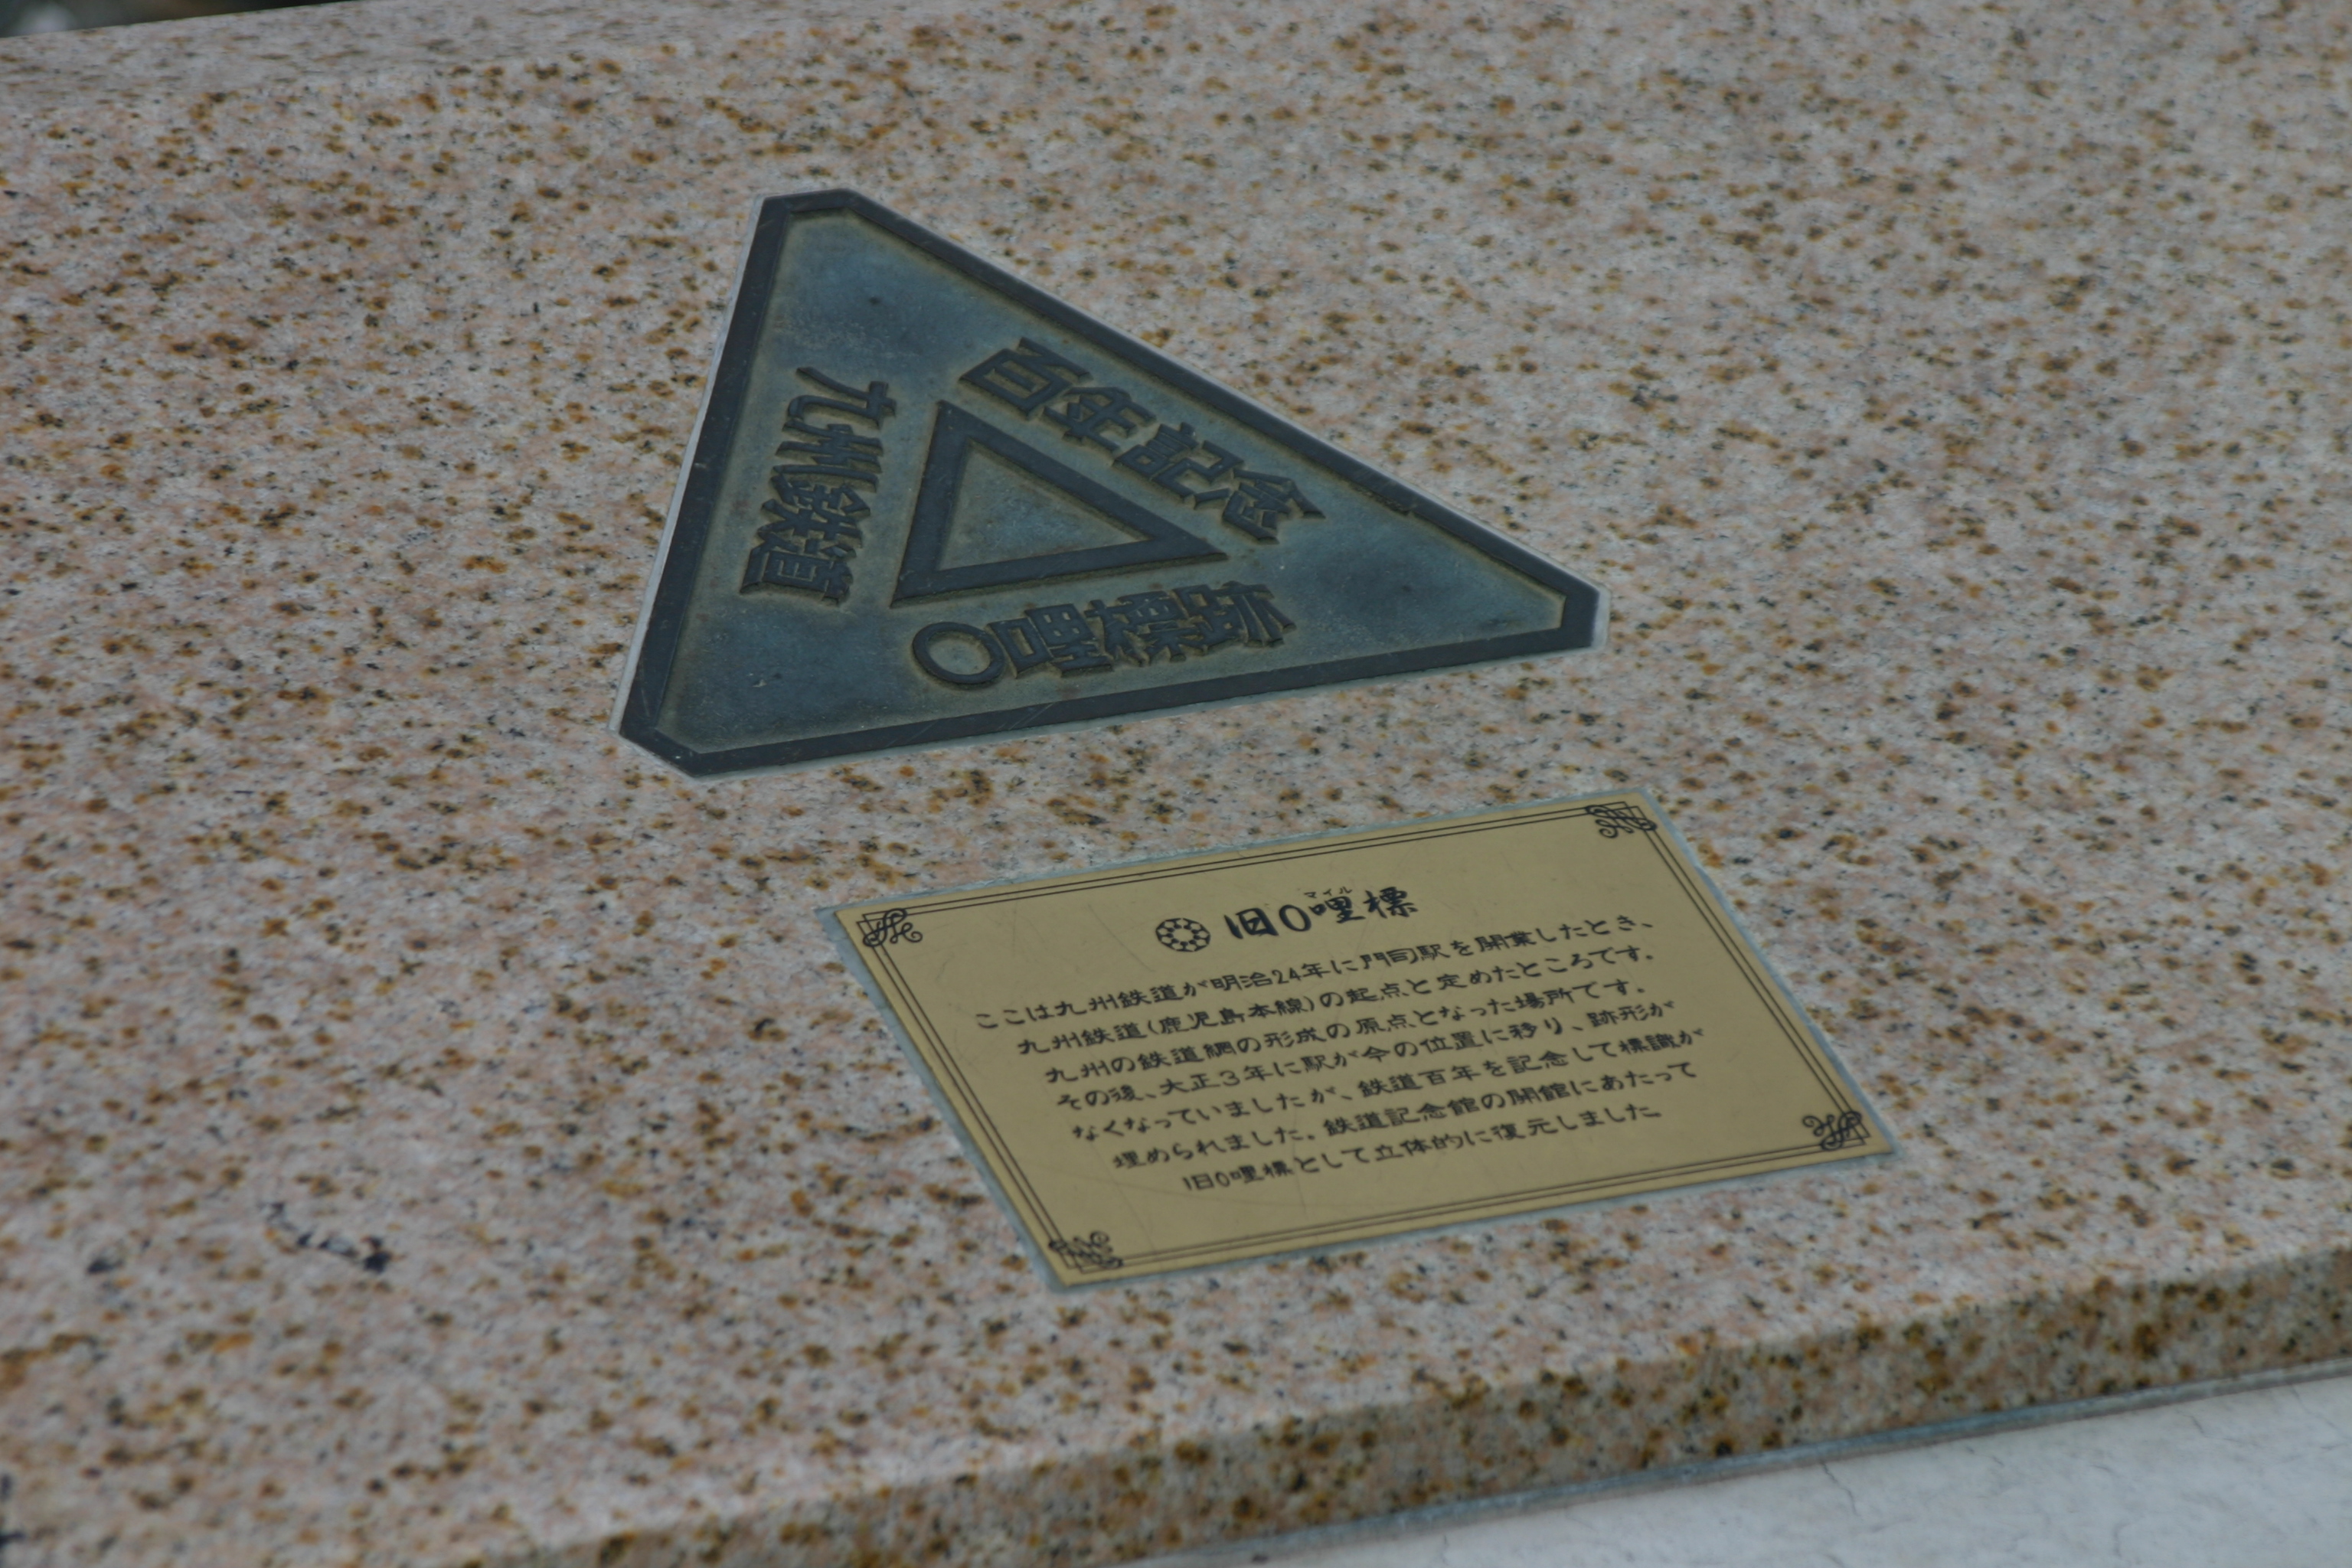 百年記念
九州鉄道
〇哩標跡
マイル
旧0哩標
ここは九州鉄道が明治24年に門司駅を開業したとき、
九州鉄道(鹿児島本線)の起点と定めたところです。
九州の鉄道網の形成の原点となった場所です。
その後、大正3年に駅が今の位置に移り、跡形が
なくなっていましたが、鉄道百年を記念して標識が
埋められました。鉄道記念館の開館にあたって
旧0哩標として立体的に復元しました。